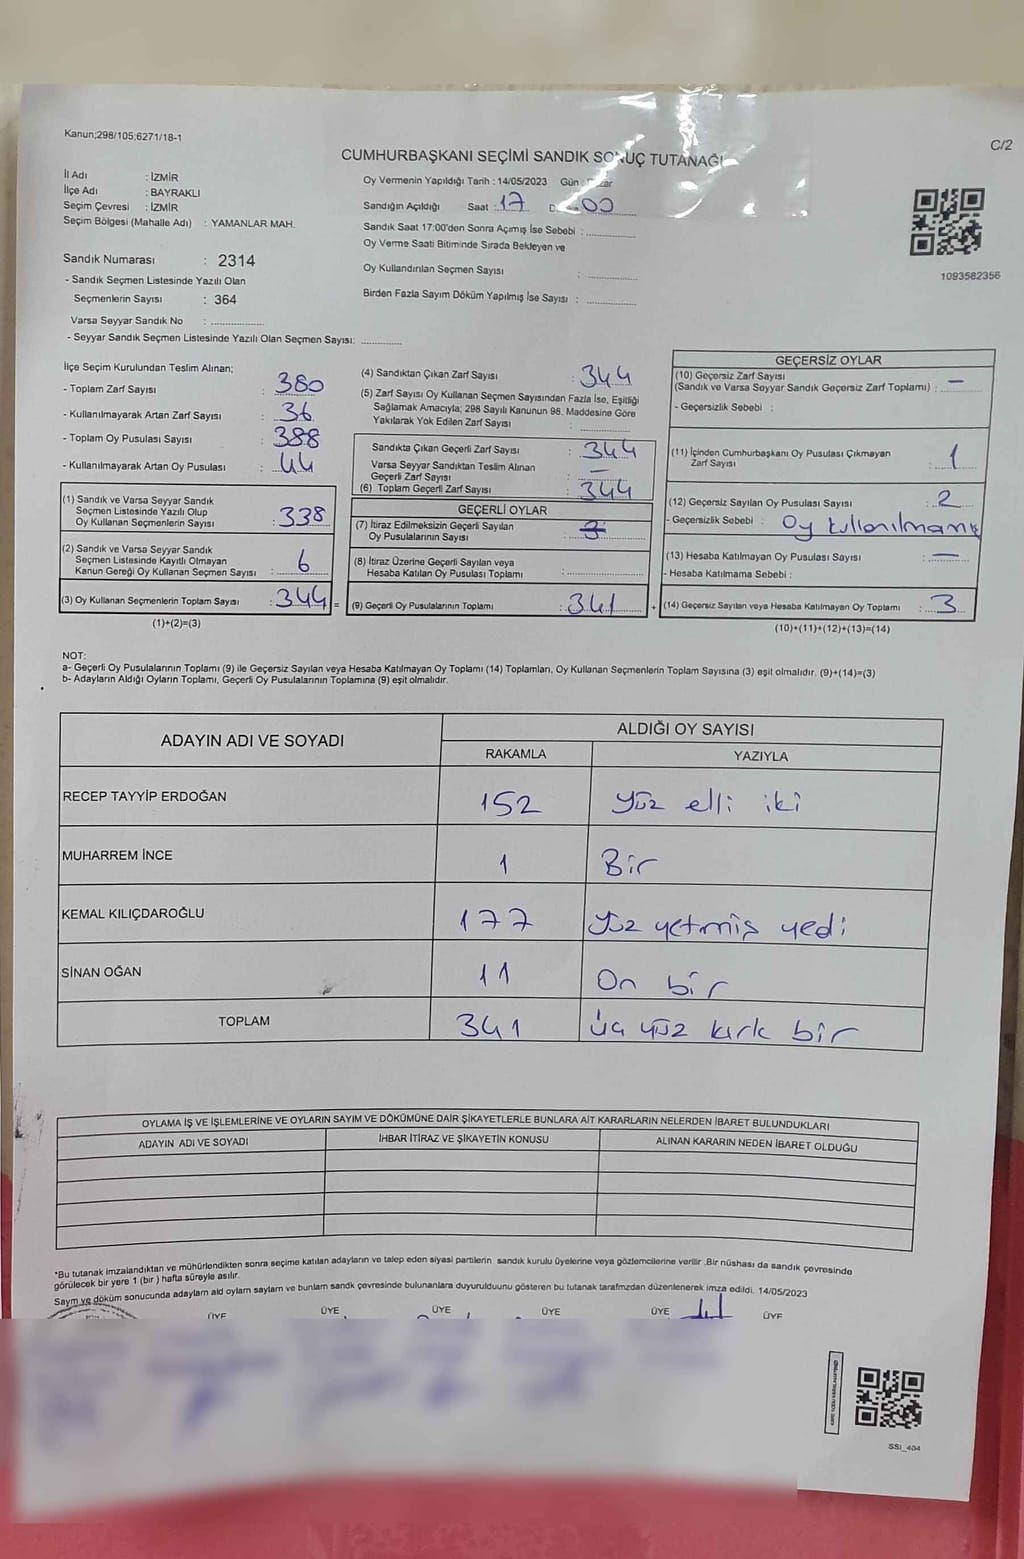 Kanun;298/105;6271/18-1
C/2
CUMHURBAŞKANI SEÇİMİ SANDIK SONUÇ TUTANAĞI
İl Adı : İZMİR
İlçe Adı : BAYRAKLI
Seçim Çevresi : İZMİR
Seçim Bölgesi (Mahalle Adı) : YAMANLAR MAH.
Sandık Numarası : 2314
- Sandık Seçmen Listesinde Yazılı Olan
Seçmenlerin Sayısı : 364
Varsa Seyyar Sandık No : ................
- Seyyar Sandık Seçmen Listesinde Yazılı Olan Seçmen Sayısı: ............
Oy Vermenin Yapıldığı Tarih : 14/05/2023 Gün :
Sandığın Açıldığı Saat : 17 00
Sandık Saat 17:00'den Sonra Açımış İse Sebebi : ..............
Oy Verme Saati Bitiminde Sırada Bekleyen ve
Oy Kullandırılan Seçmen Sayısı : ..............
Birden Fazla Sayım Döküm Yapılmış İse Sayısı : ..............
1093582356
İlçe Seçim Kurulundan Teslim Alınan;
- Toplam Zarf Sayısı : 380
- Kullanılmayarak Artan Zarf Sayısı : 36
- Toplam Oy Pusulası Sayısı : 388
- Kullanılmayarak Artan Oy Pusulası : 44
(1) Sandık ve Varsa Seyyar Sandık
Seçmen Listesinde Yazılı Olup
Oy Kullanan Seçmenlerin Sayısı : 338
(2) Sandık ve Varsa Seyyar Sandık
Seçmen Listesinde Kayıtlı Olmayan
Kanun Gereği Oy Kullanan Seçmen Sayısı : 6
(3) Oy Kullanan Seçmenlerin Toplam Sayısı : 344 =
(1)+(2)=(3)
(4) Sandıktan Çıkan Zarf Sayısı : 344
(5) Zarf Sayısı Oy Kullanan Seçmen Sayısından Fazla İse, Eşitliği
Sağlamak Amacıyla; 298 Sayılı Kanunun 98. Maddesine Göre
Yakılarak Yok Edilen Zarf Sayısı : ..............
Sandıkta Çıkan Geçerli Zarf Sayısı : 344
Varsa Seyyar Sandıktan Teslim Alınan
Geçerli Zarf Sayısı : —
(6) Toplam Geçerli Zarf Sayısı : 344
GEÇERLİ OYLAR
(7) İtiraz Edilmeksizin Geçerli Sayılan
Oy Pusulalarının Sayısı :
(8) İtiraz Üzerine Geçerli Sayılan veya
Hesaba Katılan Oy Pusulası Toplamı : ..............
(9) Geçerli Oy Pusulalarının Toplamı : 341 +
GEÇERSİZ OYLAR
(10) Geçersiz Zarf Sayısı
(Sandık ve Varsa Seyyar Sandık Geçersiz Zarf Toplamı) : —
- Geçersizlik Sebebi :
(11) İçinden Cumhurbaşkanı Oy Pusulası Çıkmayan
Zarf Sayısı : 1
(12) Geçersiz Sayılan Oy Pusulası Sayısı : 2
- Geçersizlik Sebebi : Oy kullanılmamış
(13) Hesaba Katılmayan Oy Pusulası Sayısı : —
- Hesaba Katılmama Sebebi :
(14) Geçersiz Sayılan veya Hesaba Katılmayan Oy Toplamı : 3
(10)+(11)+(12)+(13)=(14)
NOT:
a- Geçerli Oy Pusulalarının Toplamı (9) ile Geçersiz Sayılan veya Hesaba Katılmayan Oy Toplamı (14) Toplamları, Oy Kullanan Seçmenlerin Toplam Sayısına (3) eşit olmalıdır. (9)+(14)=(3)
b- Adayların Aldığı Oyların Toplamı, Geçerli Oy Pusulalarının Toplamına (9) eşit olmalıdır.
ADAYIN ADI VE SOYADI
ALDIĞI OY SAYISI
RAKAMLA YAZIYLA
RECEP TAYYİP ERDOĞAN 152 Yüz elli iki
MUHARREM İNCE 1 Bir
KEMAL KILIÇDAROĞLU 177 Yüz yetmiş yedi
SİNAN OĞAN 11 On bir
TOPLAM 341 Üç yüz kırk bir
OYLAMA İŞ VE İŞLEMLERİNE VE OYLARIN SAYIM VE DÖKÜMÜNE DAİR ŞİKAYETLERLE BUNLARA AİT KARARLARIN NELERDEN İBARET BULUNDUKLARI
ADAYIN ADI VE SOYADI İHBAR İTİRAZ VE ŞİKAYETİN KONUSU ALINAN KARARIN NEDEN İBARET OLDUĞU
*Bu tutanak imzalandıktan ve mühürlendikten sonra seçime katılan adayların ve talep eden siyasi partilerin sandık kurulu üyelerine veya gözlemcilerine verilir .Bir nüshası da sandık çevresinde
görülecek bir yere 1 (bir ) hafta süreyle asılır.
Sayım ve döküm sonucunda adayların ald oyların sayların ve bunların sandk çevresinde bulunanlara duyurulduunu gösteren bu tutanak tarafmzdan düzenlenerek imza edildi. 14/05/2023
ÜYE ÜYE ÜYE ÜYE ÜYE ÜYE
SSI_404